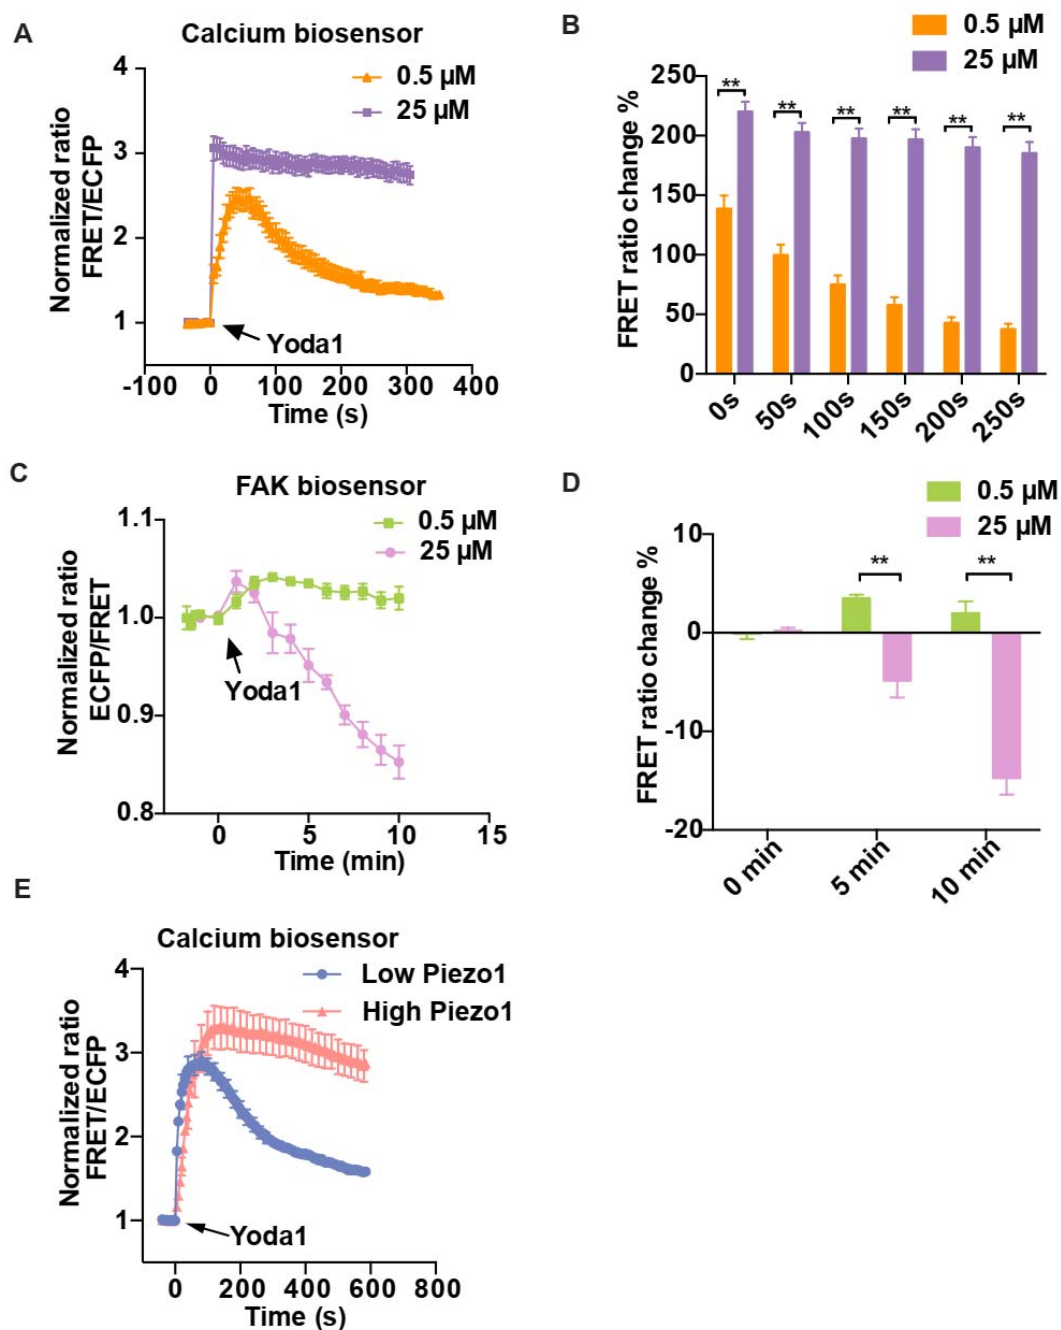 A
Calcium biosensor
0.5 µM
25 µM
Normalized ratio
FRET/ECFP
4
3
2
1
Yoda1
-100 0 100 200 300 400
Time (s)
B
0.5 µM
25 µM
FRET ratio change %
250
200
150
100
50
0
** ** ** ** ** **
0s 50s 100s 150s 200s 250s
C
FAK biosensor
0.5 µM
25 µM
Normalized ratio
ECFP/FRET
1.1
1.0
0.9
0.8
Yoda1
0 5 10 15
Time (min)
D
0.5 µM
25 µM
FRET ratio change %
10
0
-10
-20
** **
0 min 5 min 10 min
E
Calcium biosensor
Low Piezo1
High Piezo1
Normalized ratio
FRET/ECFP
4
3
2
1
Yoda1
0 200 400 600 800
Time (s)